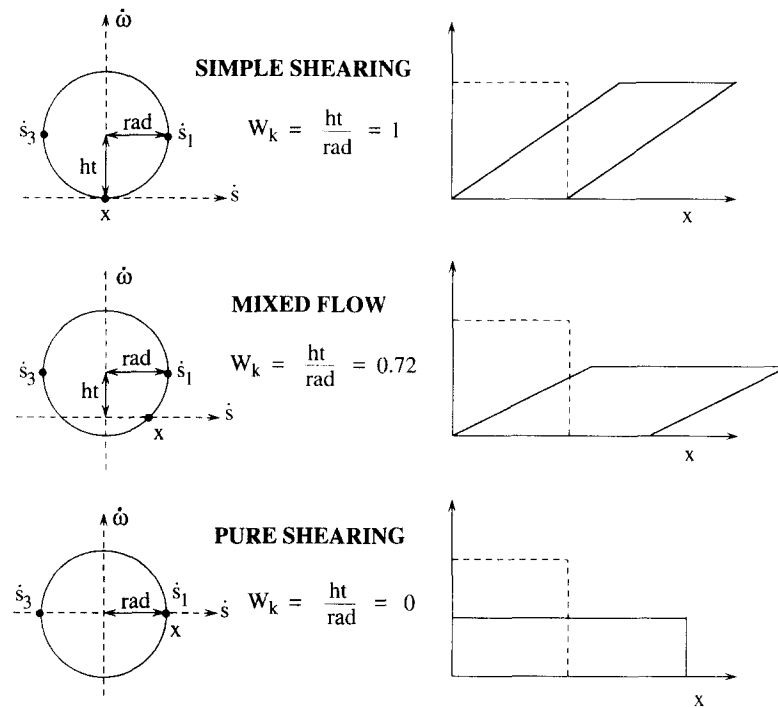 ω̇
SIMPLE SHEARING
ṡ₃
rad
ṡ₁
W_k = ht/rad = 1
ht
ṡ
x
x
ω̇
MIXED FLOW
ṡ₃
rad
ṡ₁
W_k = ht/rad = 0.72
ht
ṡ
x
x
ω̇
PURE SHEARING
ṡ₃
rad
ṡ₁
ṡ
W_k = ht/rad = 0
x
x